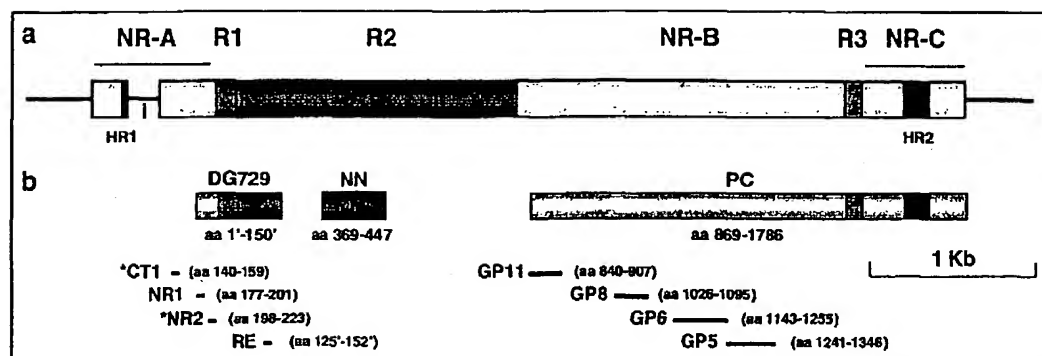 a
NR-A R1 R2 NR-B R3 NR-C
I
HR1 HR2
b
DG729 NN PC
aa 1'-150' aa 369-447 aa 869-1786
*CT1 (aa 140-159)
NR1 (aa 177-201)
*NR2 (aa 198-223)
RE (aa 125'-152')
1 Kb
GP11 (aa 840-907)
GP8 (aa 1026-1095)
GP6 (aa 1143-1255)
GP5 (aa 1241-1346)